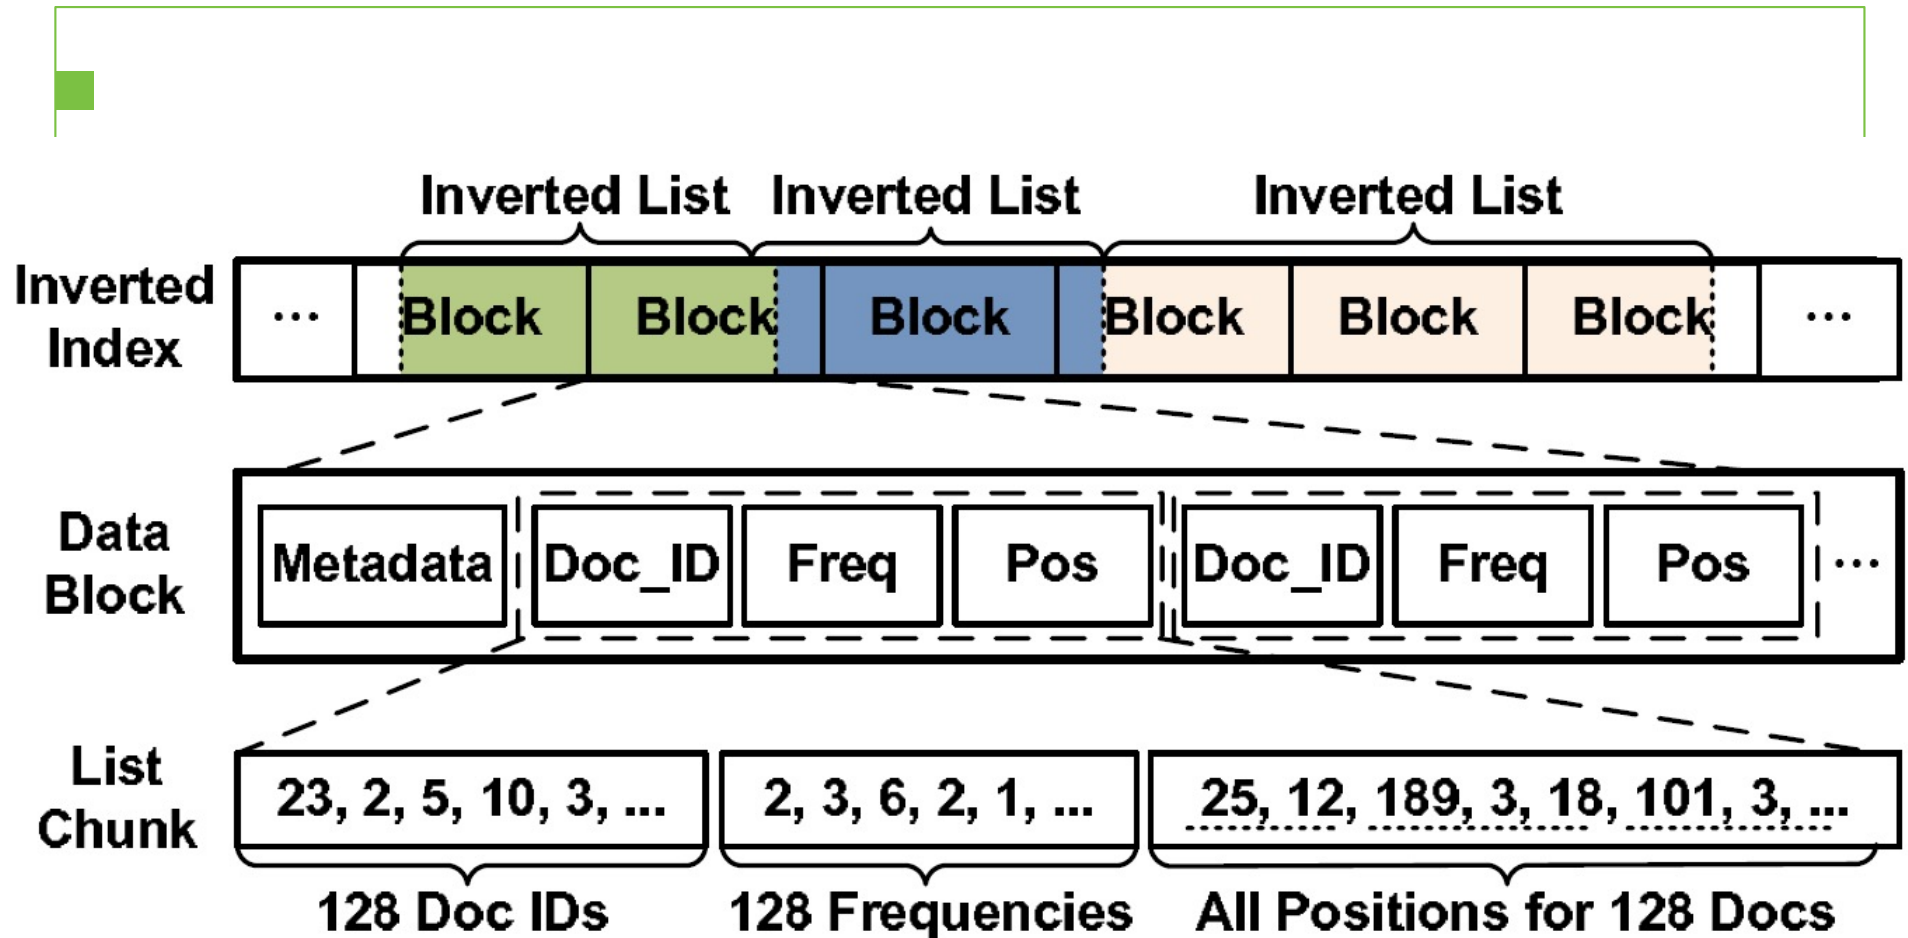 Inverted List Inverted List Inverted List
Inverted
Index
... Block Block Block Block Block Block ...
Data
Block
Metadata Doc_ID Freq Pos Doc_ID Freq Pos ...
List
Chunk
23, 2, 5, 10, 3, ... 2, 3, 6, 2, 1, ... 25, 12, 189, 3, 18, 101, 3, ...
128 Doc IDs 128 Frequencies All Positions for 128 Docs